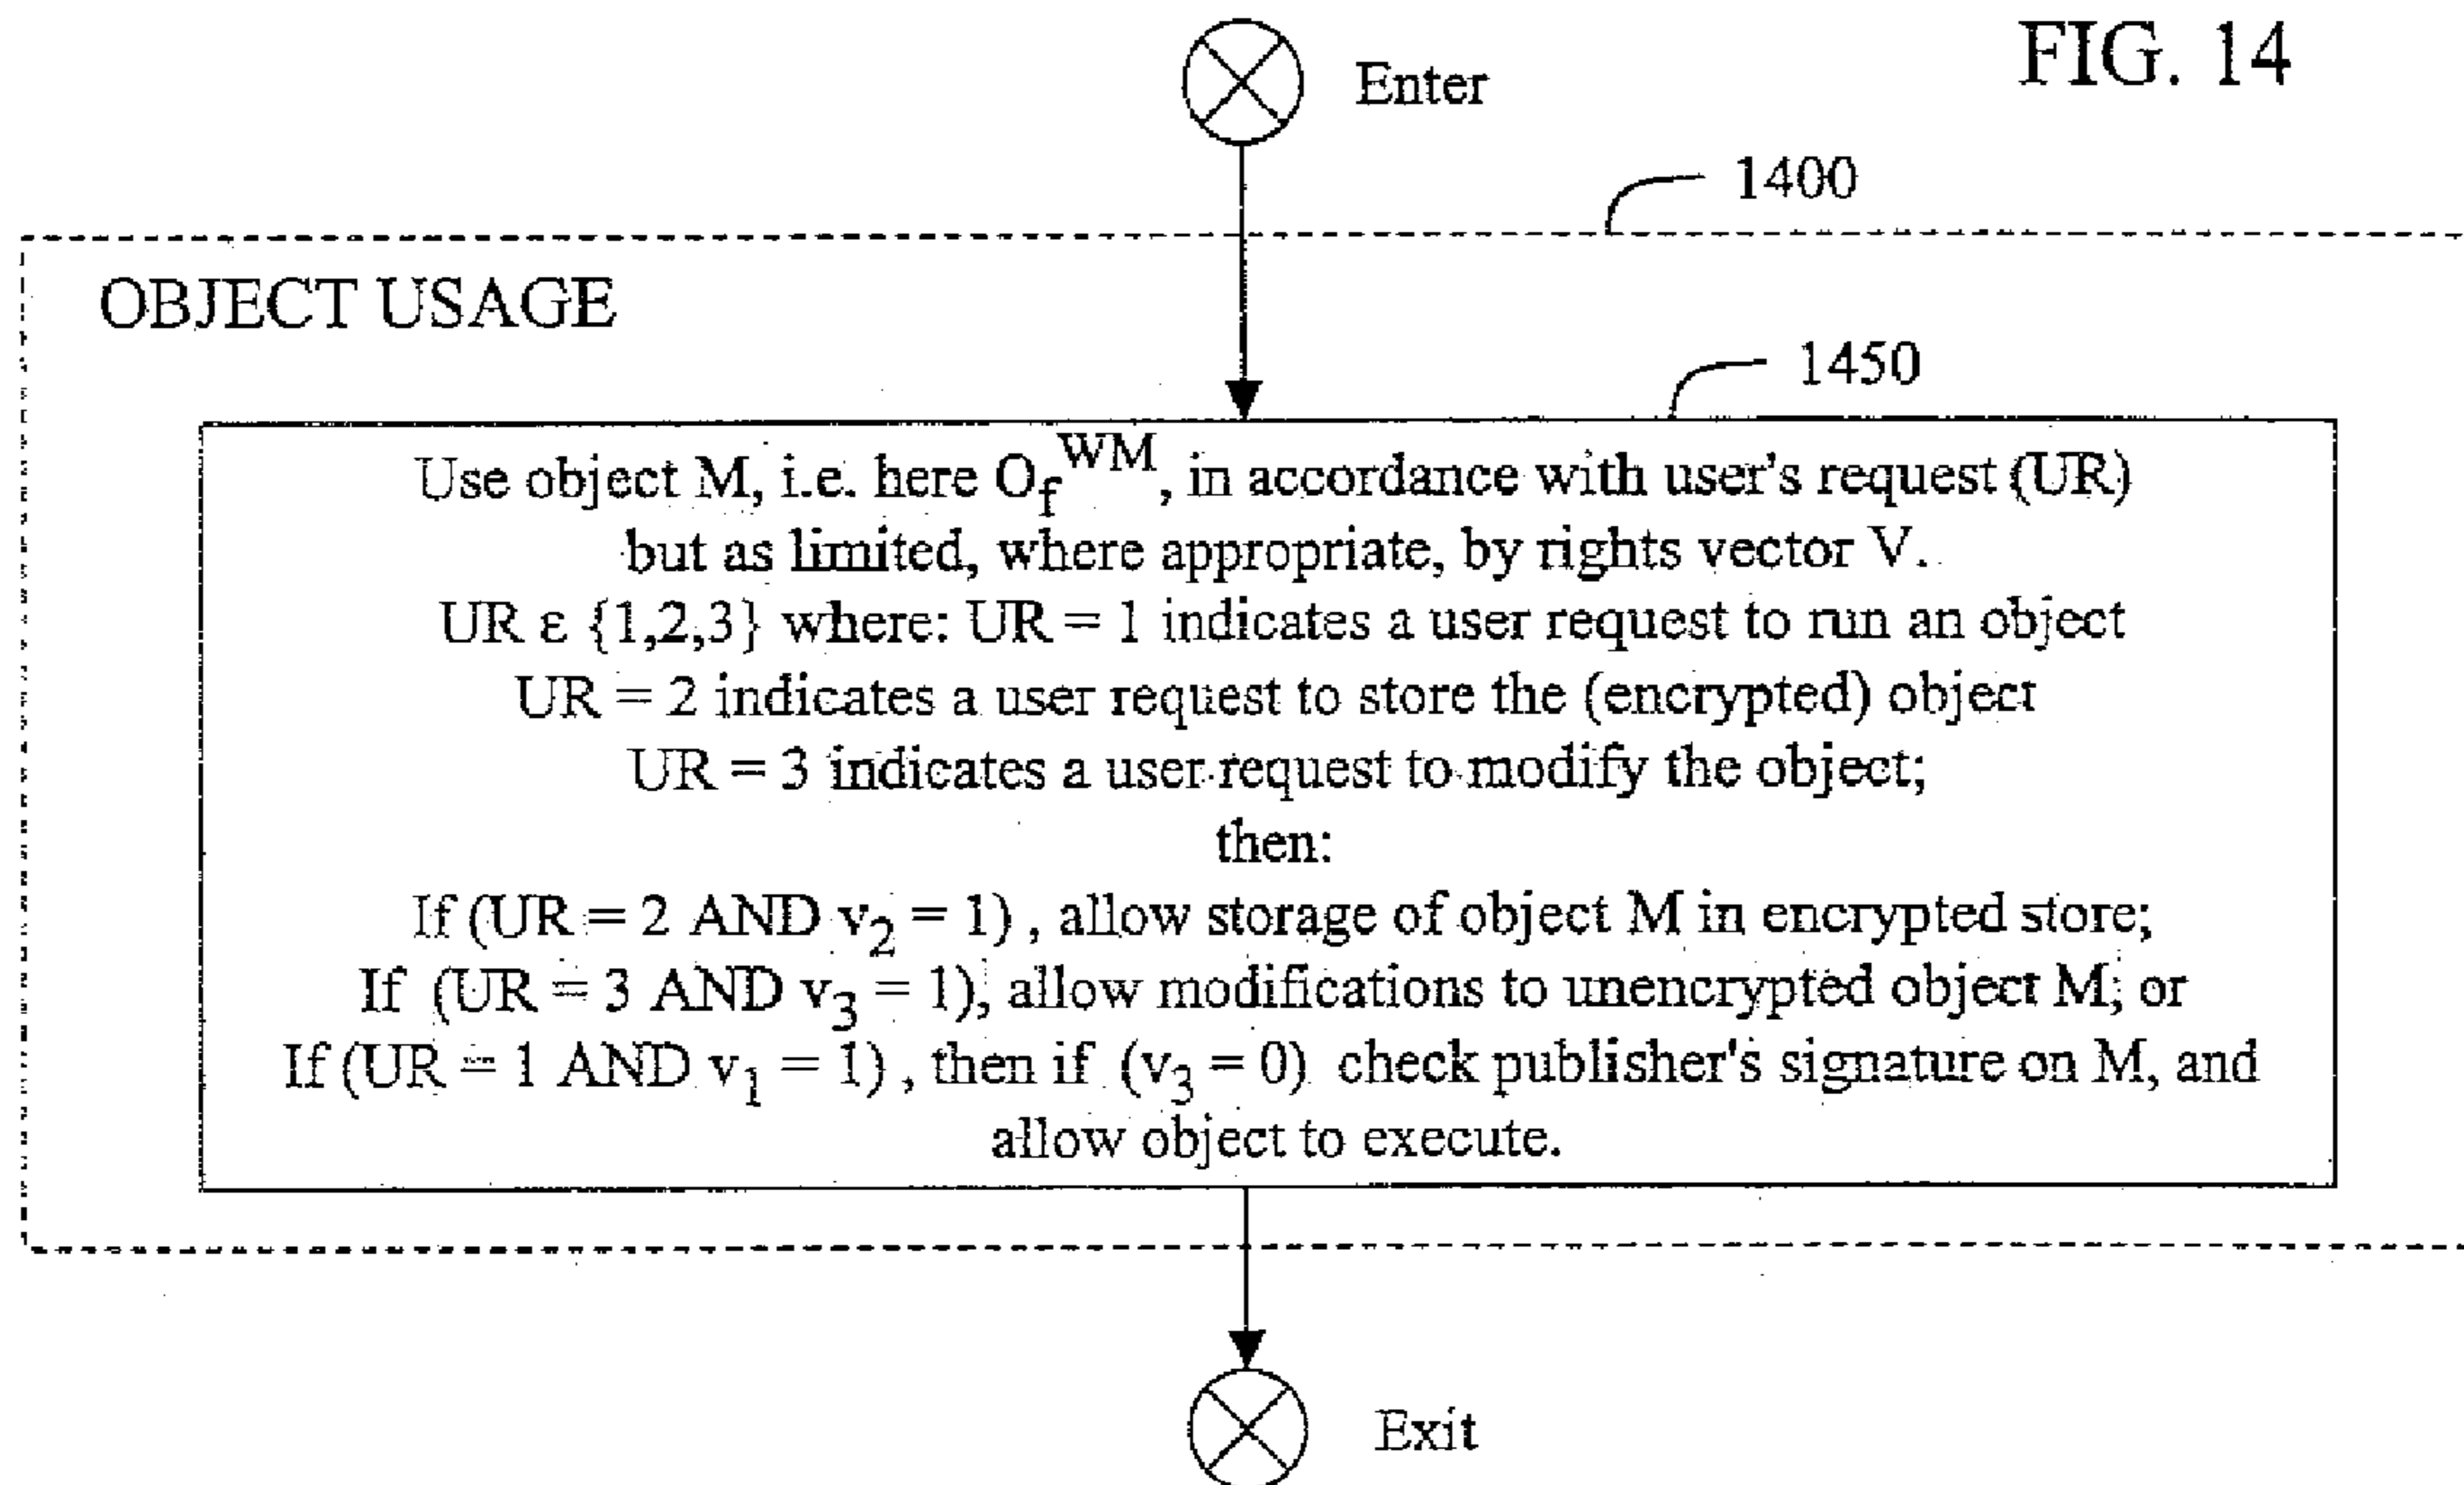 FIG. 14
Enter
1400
OBJECT USAGE
1450
Use object M, i.e. here O_f^WM, in accordance with user's request (UR)
but as limited, where appropriate, by rights vector V.
UR ε {1,2,3} where: UR = 1 indicates a user request to run an object
UR = 2 indicates a user request to store the (encrypted) object
UR = 3 indicates a user request to modify the object;
then:
If (UR = 2 AND v₂ = 1), allow storage of object M in encrypted store;
If (UR = 3 AND v₃ = 1), allow modifications to unencrypted object M; or
If (UR = 1 AND v₁ = 1), then if (v₃ = 0) check publisher's signature on M, and
allow object to execute.
Exit